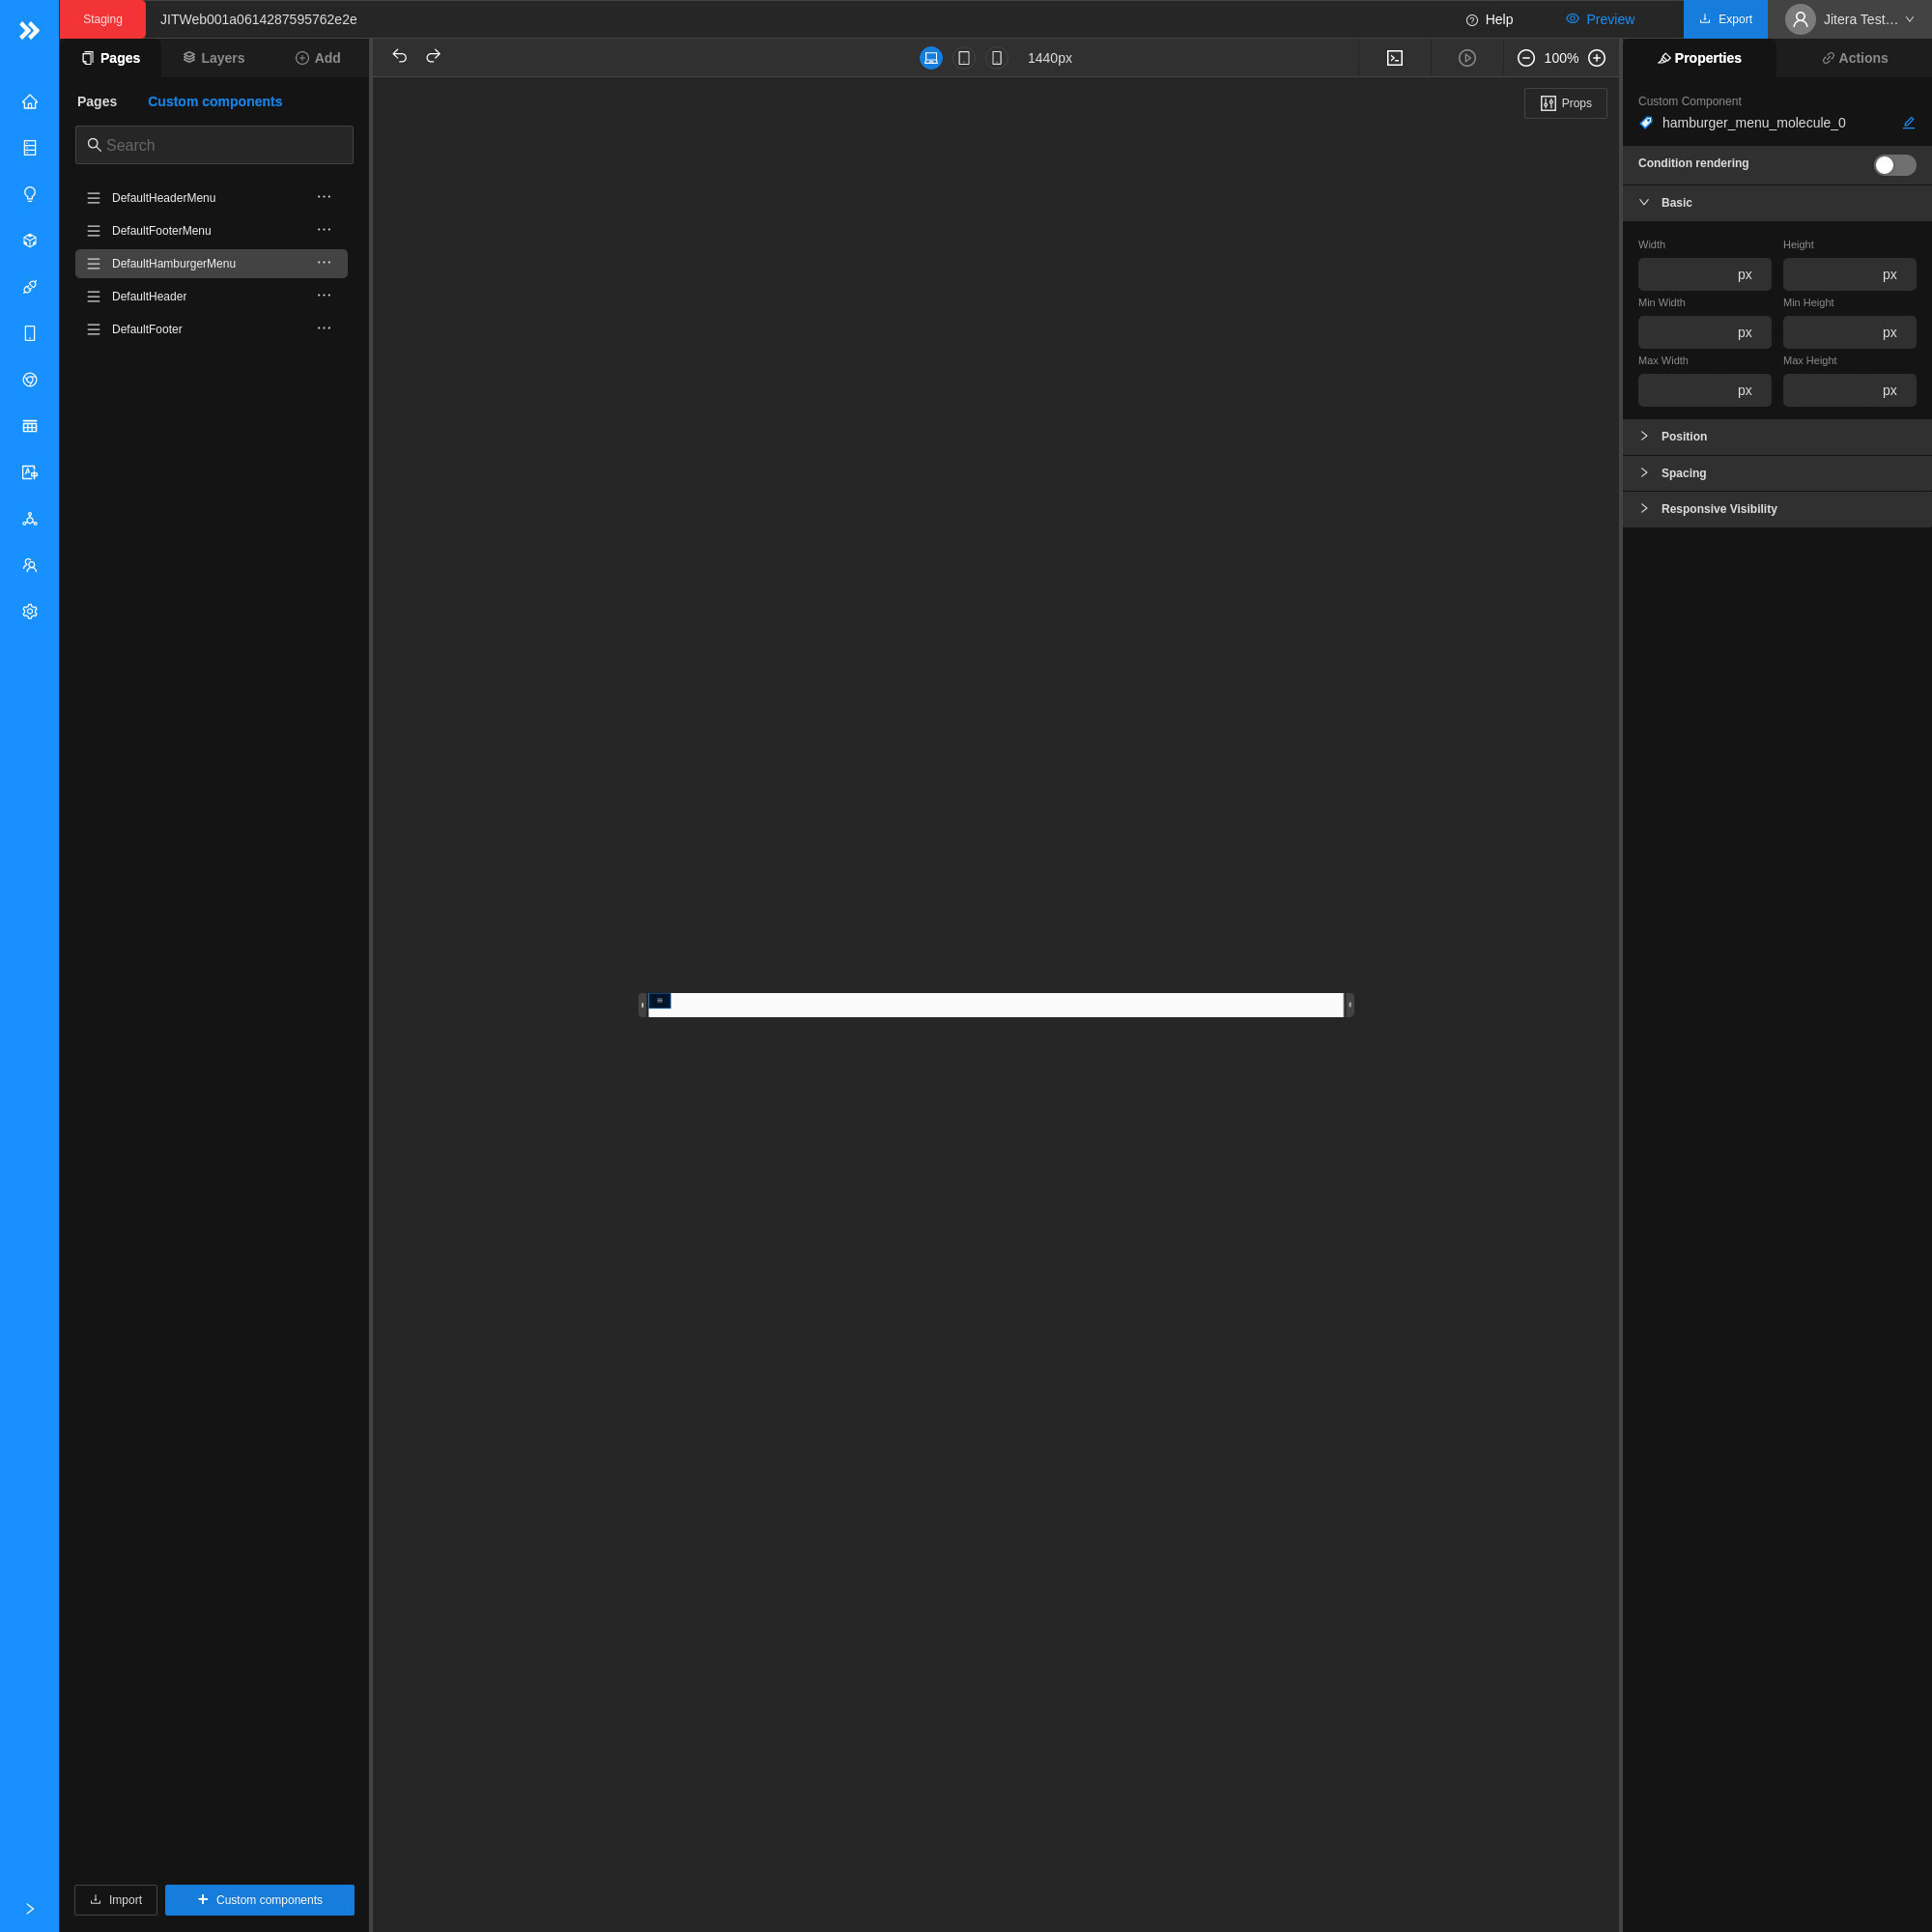 Staging
JITWeb001a0614287595762e2e
Help
Preview
Export
Jitera Test...
Pages
Layers
Add
1440px
100%
Properties
Actions
Pages
Custom components
Search
DefaultHeaderMenu
DefaultFooterMenu
DefaultHamburgerMenu
DefaultHeader
DefaultFooter
Import
Custom components
Props
Custom Component
hamburger_menu_molecule_0
Condition rendering
Basic
Width
Height
px
px
Min Width
Min Height
px
px
Max Width
Max Height
px
px
Position
Spacing
Responsive Visibility